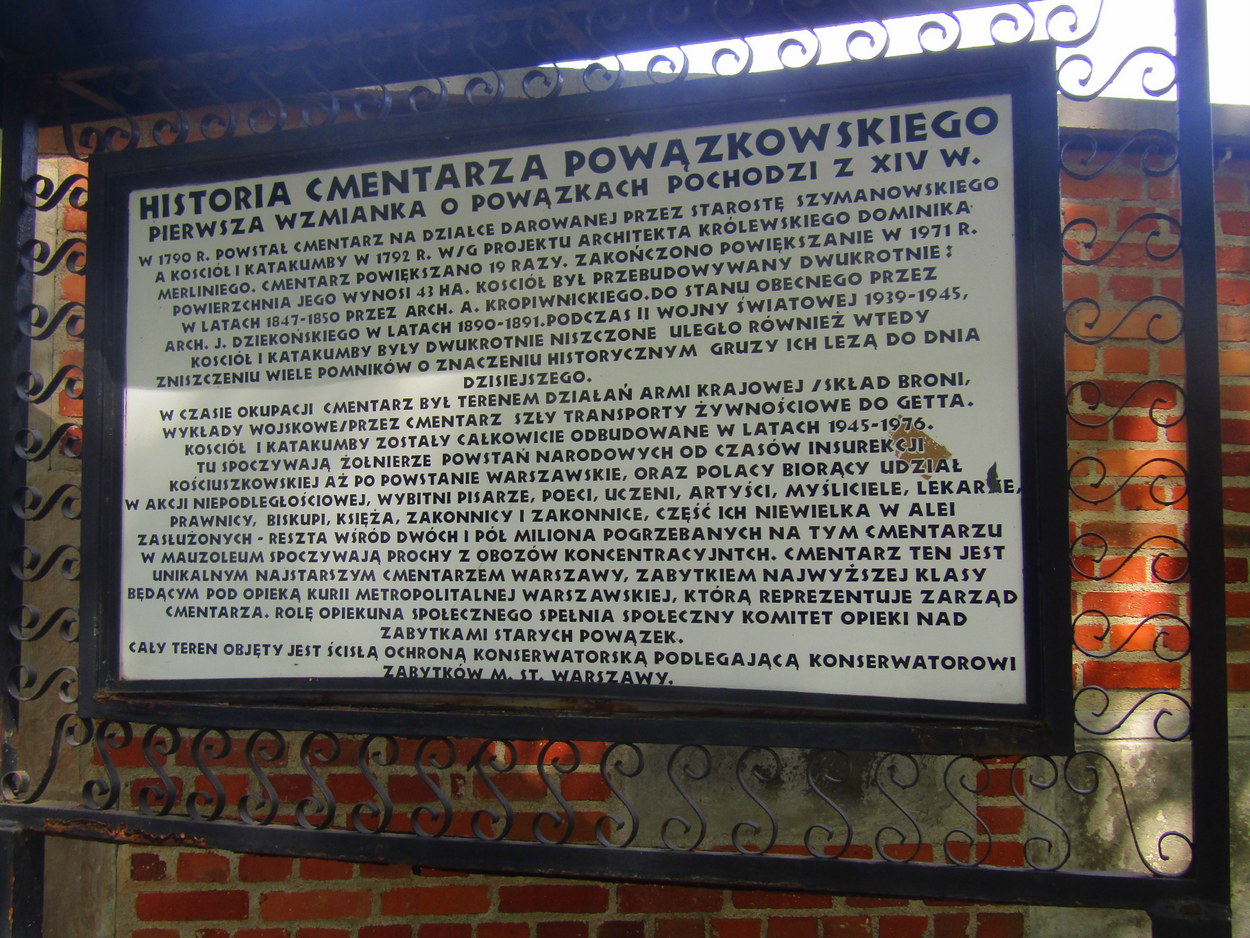 HISTORIA CMENTARZA POWĄZKOWSKIEGO
PIERWSZA WZMIANKA O POWĄZKACH POCHODZI Z XIV W.
W 1790 R. POWSTAŁ CMENTARZ NA DZIAŁCE DAROWANEJ PRZEZ STAROSTĘ SZYMANOWSKIEGO
A KOSCIÓŁ I KATAKUMBY W 1792 R. W/G PROJEKTU ARCHITEKTA KRÓLEWSKIEGO DOMINIKA
MERLINIEGO. CMENTARZ POWIĘKSZANO 19 RAZY. ZAKOŃCZONO POWIĘKSZANIE W 1971 R.
POWIERZCHNIA JEGO WYNOSI 43 HA. KOSCIÓŁ BYŁ PRZEBUDOWYWANY DWUKROTNIE:
W LATACH 1847-1850 PRZEZ ARCH. A. KROPIWNICKIEGO. DO STANU OBECNEGO PRZEZ
ARCH. J. DZIEKOŃSKIEGO W LATACH 1890-1891. PODCZAS II WOJNY ŚWIATOWEJ 1939-1945,
KOSCIÓŁ I KATAKUMBY BYŁY DWUKROTNIE NISZCZONE ULEGŁO RÓWNIEŻ WTEDY
ZNISZCZENIU WIELE POMNIKÓW O ZNACZENIU HISTORYCZNYM GRUZY ICH LEZĄ DO DNIA
DZISIEJSZEGO.
W CZASIE OKUPACJI CMENTARZ BYŁ TERENEM DZIAŁAŃ ARMI KRAJOWEJ /SKŁAD BRONI,
WYKŁADY WOJSKOWE/PRZEZ CMENTARZ SZŁY TRANSPORTY ŻYWNOŚCIOWE DO GETTA.
KOŚCIÓŁ I KATAKUMBY ZOSTAŁY CAŁKOWICIE ODBUDOWANE W LATACH 1945-1976.
TU SPOCZYWAJĄ ŻOŁNIERZE POWSTAŃ NARODOWYCH OD CZASÓW INSUREKCJI
KOŚCIUSZKOWSKIEJ AŻ PO POWSTANIE WARSZAWSKIE, ORAZ POLACY BIORĄCY UDZIAŁ
W AKCJI NIEPODLEGŁOŚCIOWEJ, WYBITNI PISARZE, POECI, UCZENI, ARTYŚCI, MYŚLICIELE, LEKARZE,
PRAWNICY, BISKUPI, KSIĘŻA, ZAKONNICY I ZAKONNICE, CZĘŚĆ ICH NIEWIELKA W ALEI
ZASŁUŻONYCH - RESZTA WŚRÓD DWÓCH I PÓŁ MILIONA POGRZEBANYCH NA TYM CMENTARZU
W MAUZOLEUM SPOCZYWAJĄ PROCHY Z OBOZÓW KONCENTRACYJNTCH. CMENTARZ TEN JEST
UNIKALNYM NAJSTARSZYM CMENTARZEM WARSZAWY, ZABYTKIEM NAJWYŻSZEJ KLASY
BĘDĄCYM POD OPIEKĄ KURII METROPOLITALNEJ WARSZAWSKIEJ, KTÓRĄ REPREZENTUJE ZARZĄD
CMENTARZA. ROLĘ OPIEKUNA SPOŁECZNEGO SPEŁNIA SPOŁECZNY KOMITET OPIEKI NAD
ZABYTKAMI STARYCH POWĄZEK.
CAŁY TEREN OBJĘTY JEST ŚCISŁĄ OCHRONĄ KONSERWATORSKĄ PODLEGAJĄCĄ KONSERWATOROWI
ZABYTKÓW M. ST. WARSZAWY.